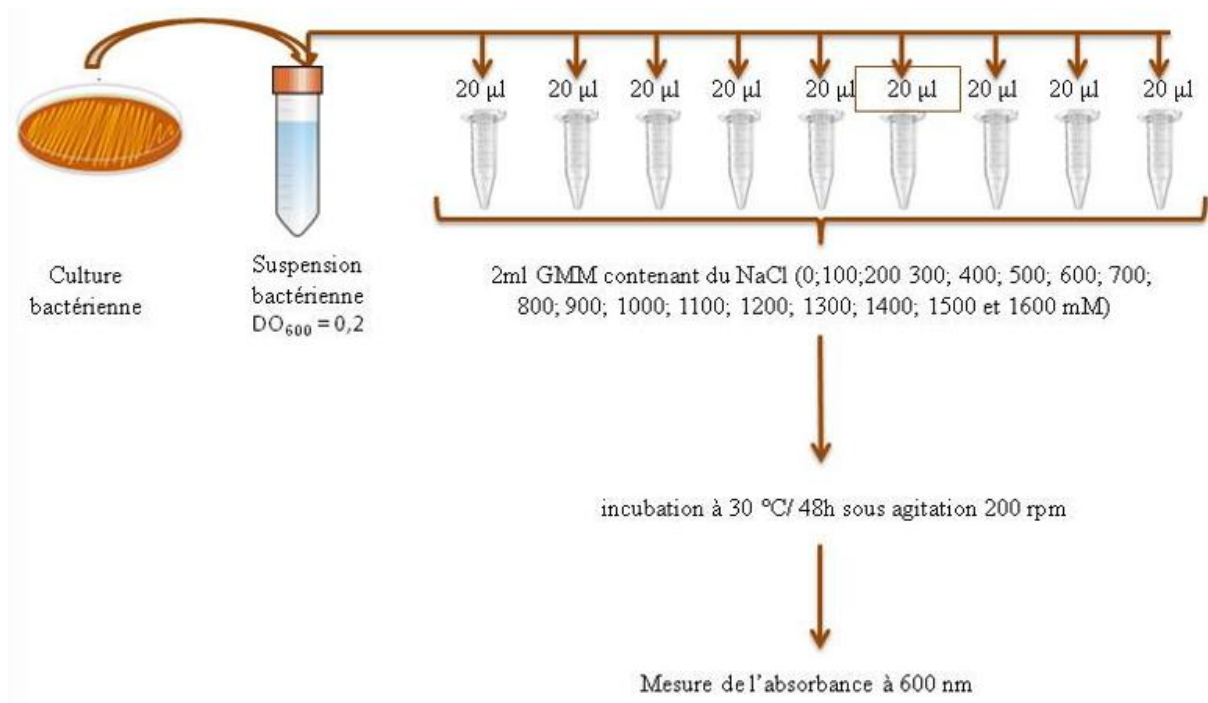 20 µl 20 µl 20 µl 20 µl 20 µl 20 µl 20 µl 20 µl 20 µl
Culture
bactérienne
Suspension
bactérienne
DO600 = 0,2
2ml GMM contenant du NaCl (0;100;200 300; 400; 500; 600; 700;
800; 900; 1000; 1100; 1200; 1300; 1400; 1500 et 1600 mM)
incubation à 30 °C/ 48h sous agitation 200 rpm
Mesure de l'absorbance à 600 nm